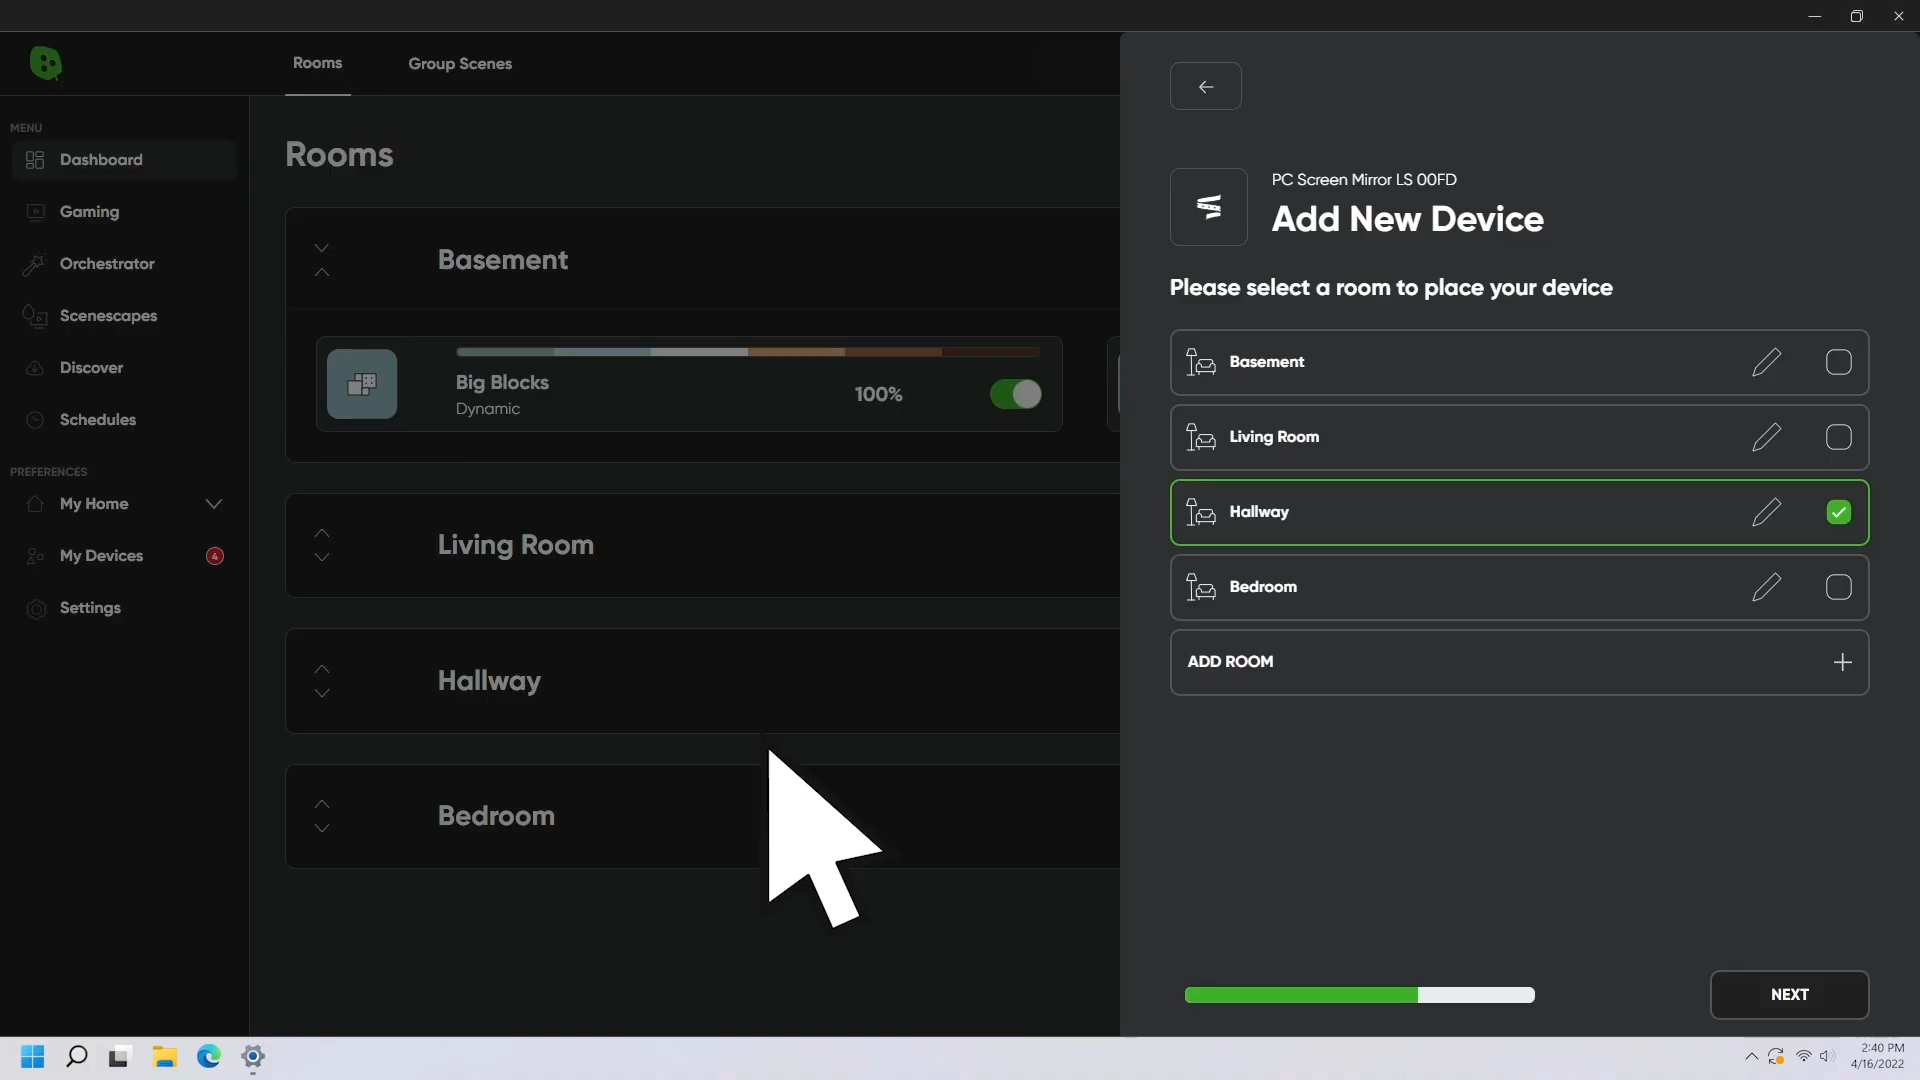 Rooms
Group Scenes
MENU
Dashboard
Gaming
Orchestrator
Scenescapes
Discover
Schedules
PREFERENCES
My Home
My Devices
4
Settings
Rooms
Basement
Big Blocks
Dynamic
100%
Living Room
Hallway
Bedroom
PC Screen Mirror LS 00FD
Add New Device
Please select a room to place your device
Basement
Living Room
Hallway
Bedroom
ADD ROOM
NEXT
2:40 PM
4/16/2022